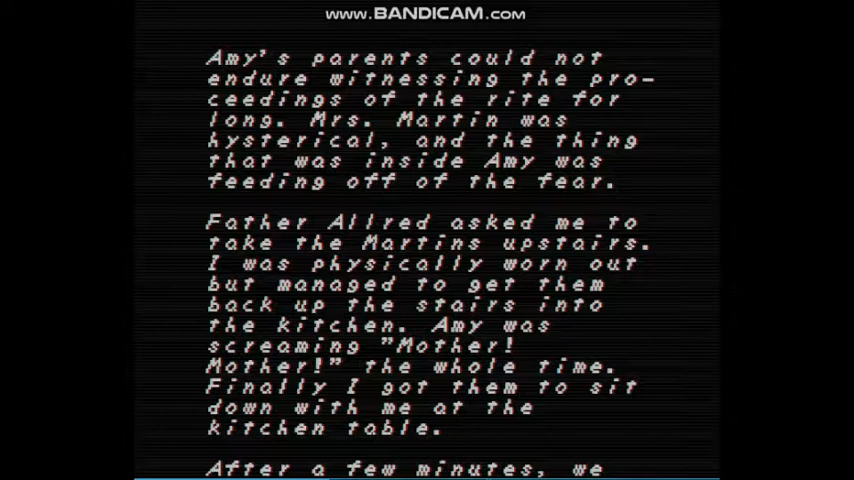 www.BANDICAM.com
Amy's parents could not
endure witnessing the pro-
ceedings of the rite for
long. Mrs. Martin was
hysterical, and the thing
that was inside Amy was
feeding off of the fear.
Father Allred asked me to
take the Martins upstairs.
I was physically worn out
but managed to get them
back up the stairs into
the kitchen. Amy was
screaming "Mother!
Mother!" the whole time.
Finally I got them to sit
down with me at the
kitchen table.
After a few minutes, we